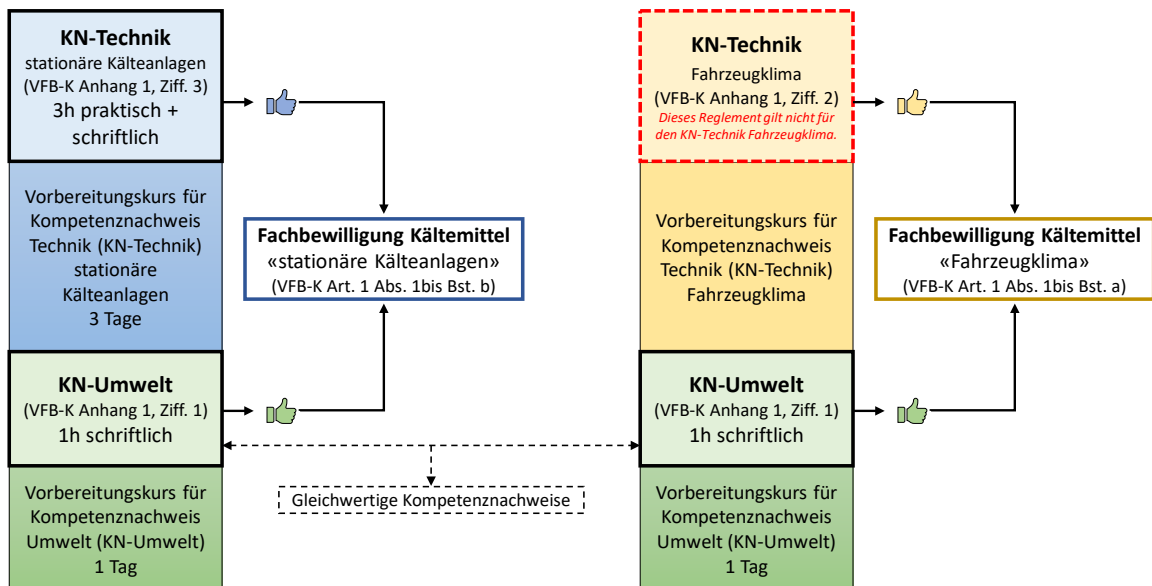 KN-Technik
stationäre Kälteanlagen
(VFB-K Anhang 1, Ziff. 3)
3h praktisch +
schriftlich
Vorbereitungskurs für
Kompetenznachweis
Technik (KN-Technik)
stationäre
Kälteanlagen
3 Tage
KN-Umwelt
(VFB-K Anhang 1, Ziff. 1)
1h schriftlich
Vorbereitungskurs für
Kompetenznachweis
Umwelt (KN-Umwelt)
1 Tag
Fachbewilligung Kältemittel
«stationäre Kälteanlagen»
(VFB-K Art. 1 Abs. 1bis Bst. b)
Gleichwertige Kompetenznachweise
KN-Technik
Fahrzeugklima
(VFB-K Anhang 1, Ziff. 2)
Dieses Reglement gilt nicht für
den KN-Technik Fahrzeugklima.
Vorbereitungskurs für
Kompetenznachweis
Technik (KN-Technik)
Fahrzeugklima
KN-Umwelt
(VFB-K Anhang 1, Ziff. 1)
1h schriftlich
Vorbereitungskurs für
Kompetenznachweis
Umwelt (KN-Umwelt)
1 Tag
Fachbewilligung Kältemittel
«Fahrzeugklima»
(VFB-K Art. 1 Abs. 1bis Bst. a)